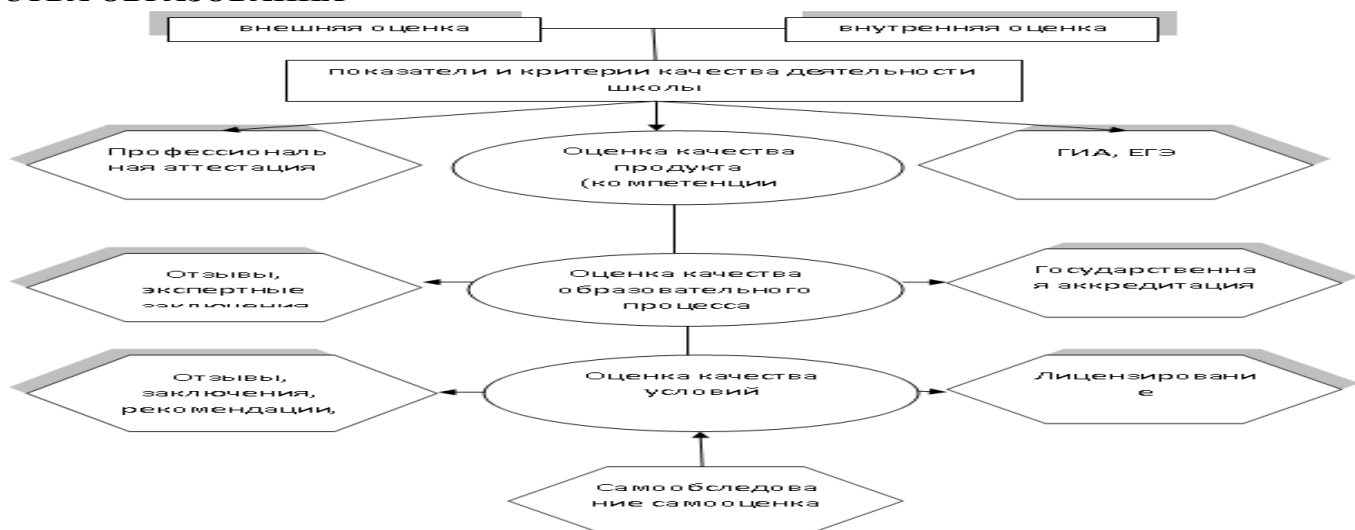 внешняя оценка
внутренняя оценка
показатели и критерии качества деятельности
школы
Профессиональ
ная аттестация
Оценка качества
продукта
(компетенции
ГИА, ЕГЭ
Отзывы,
экспертные
заключения
Оценка качества
образовательного
процесса
Государственна
я аккредитация
Отзывы,
заключения,
рекомендации,
Оценка качества
условий
Лицензировани
е
Самообследова
ние самооценка